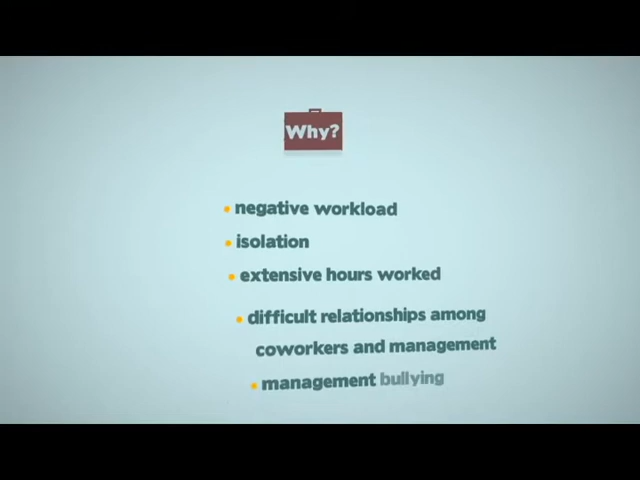 Why?
• negative workload
• isolation
• extensive hours worked
• difficult relationships among
coworkers and management
• management bullying